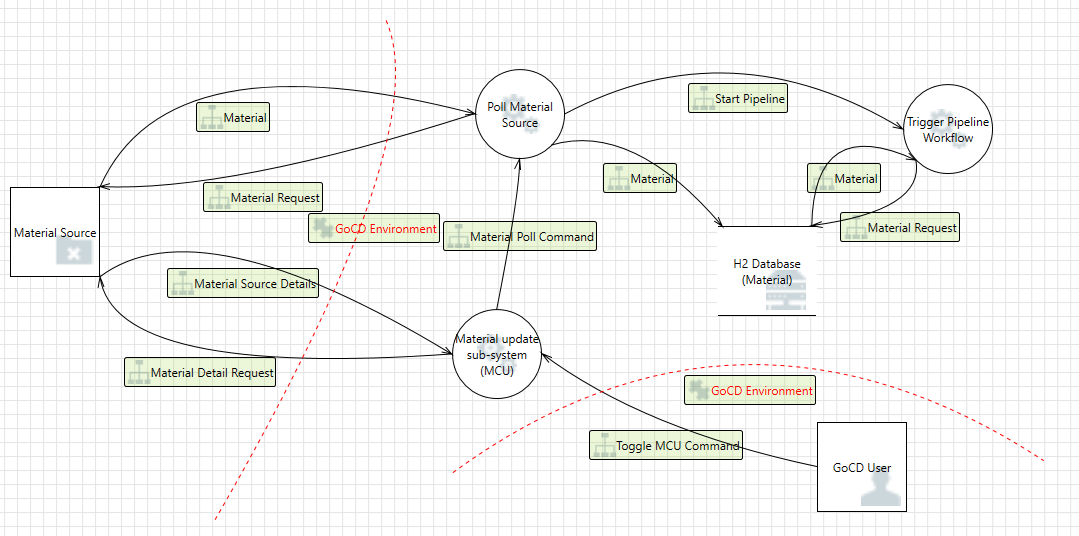 Poll Material
Source
Start Pipeline
Material
Trigger Pipeline
Workflow
Material
Material
Material Request
Material Source
GoCD Environment
Material Poll Command
Material Request
H2 Database
(Material)
Material Source Details
Material update
sub-system
(MCU)
Material Detail Request
GoCD Environment
Toggle MCU Command
GoCD User